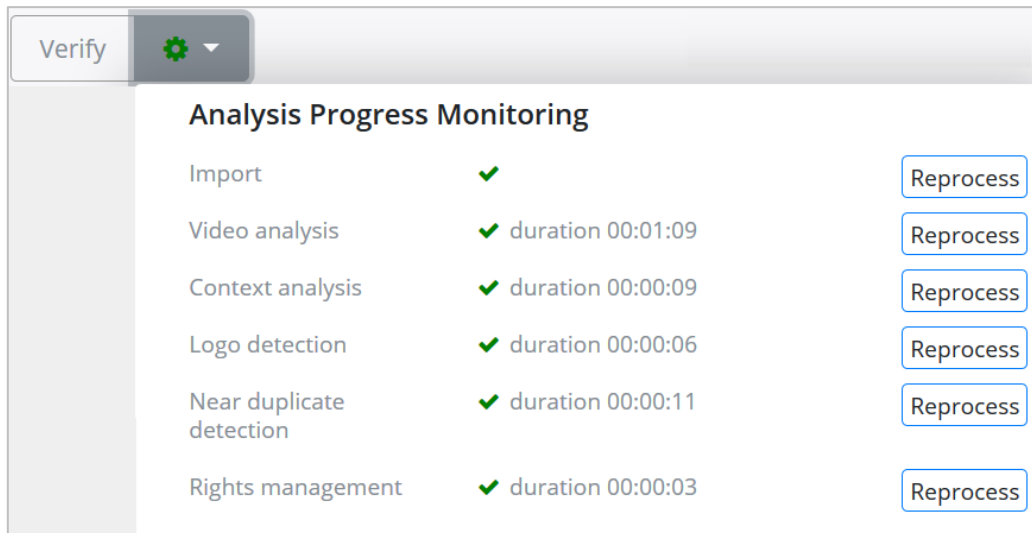 Verify
Analysis Progress Monitoring
Import Reprocess
Video analysis duration 00:01:09 Reprocess
Context analysis duration 00:00:09 Reprocess
Logo detection duration 00:00:06 Reprocess
Near duplicate duration 00:00:11 Reprocess
detection
Rights management duration 00:00:03 Reprocess